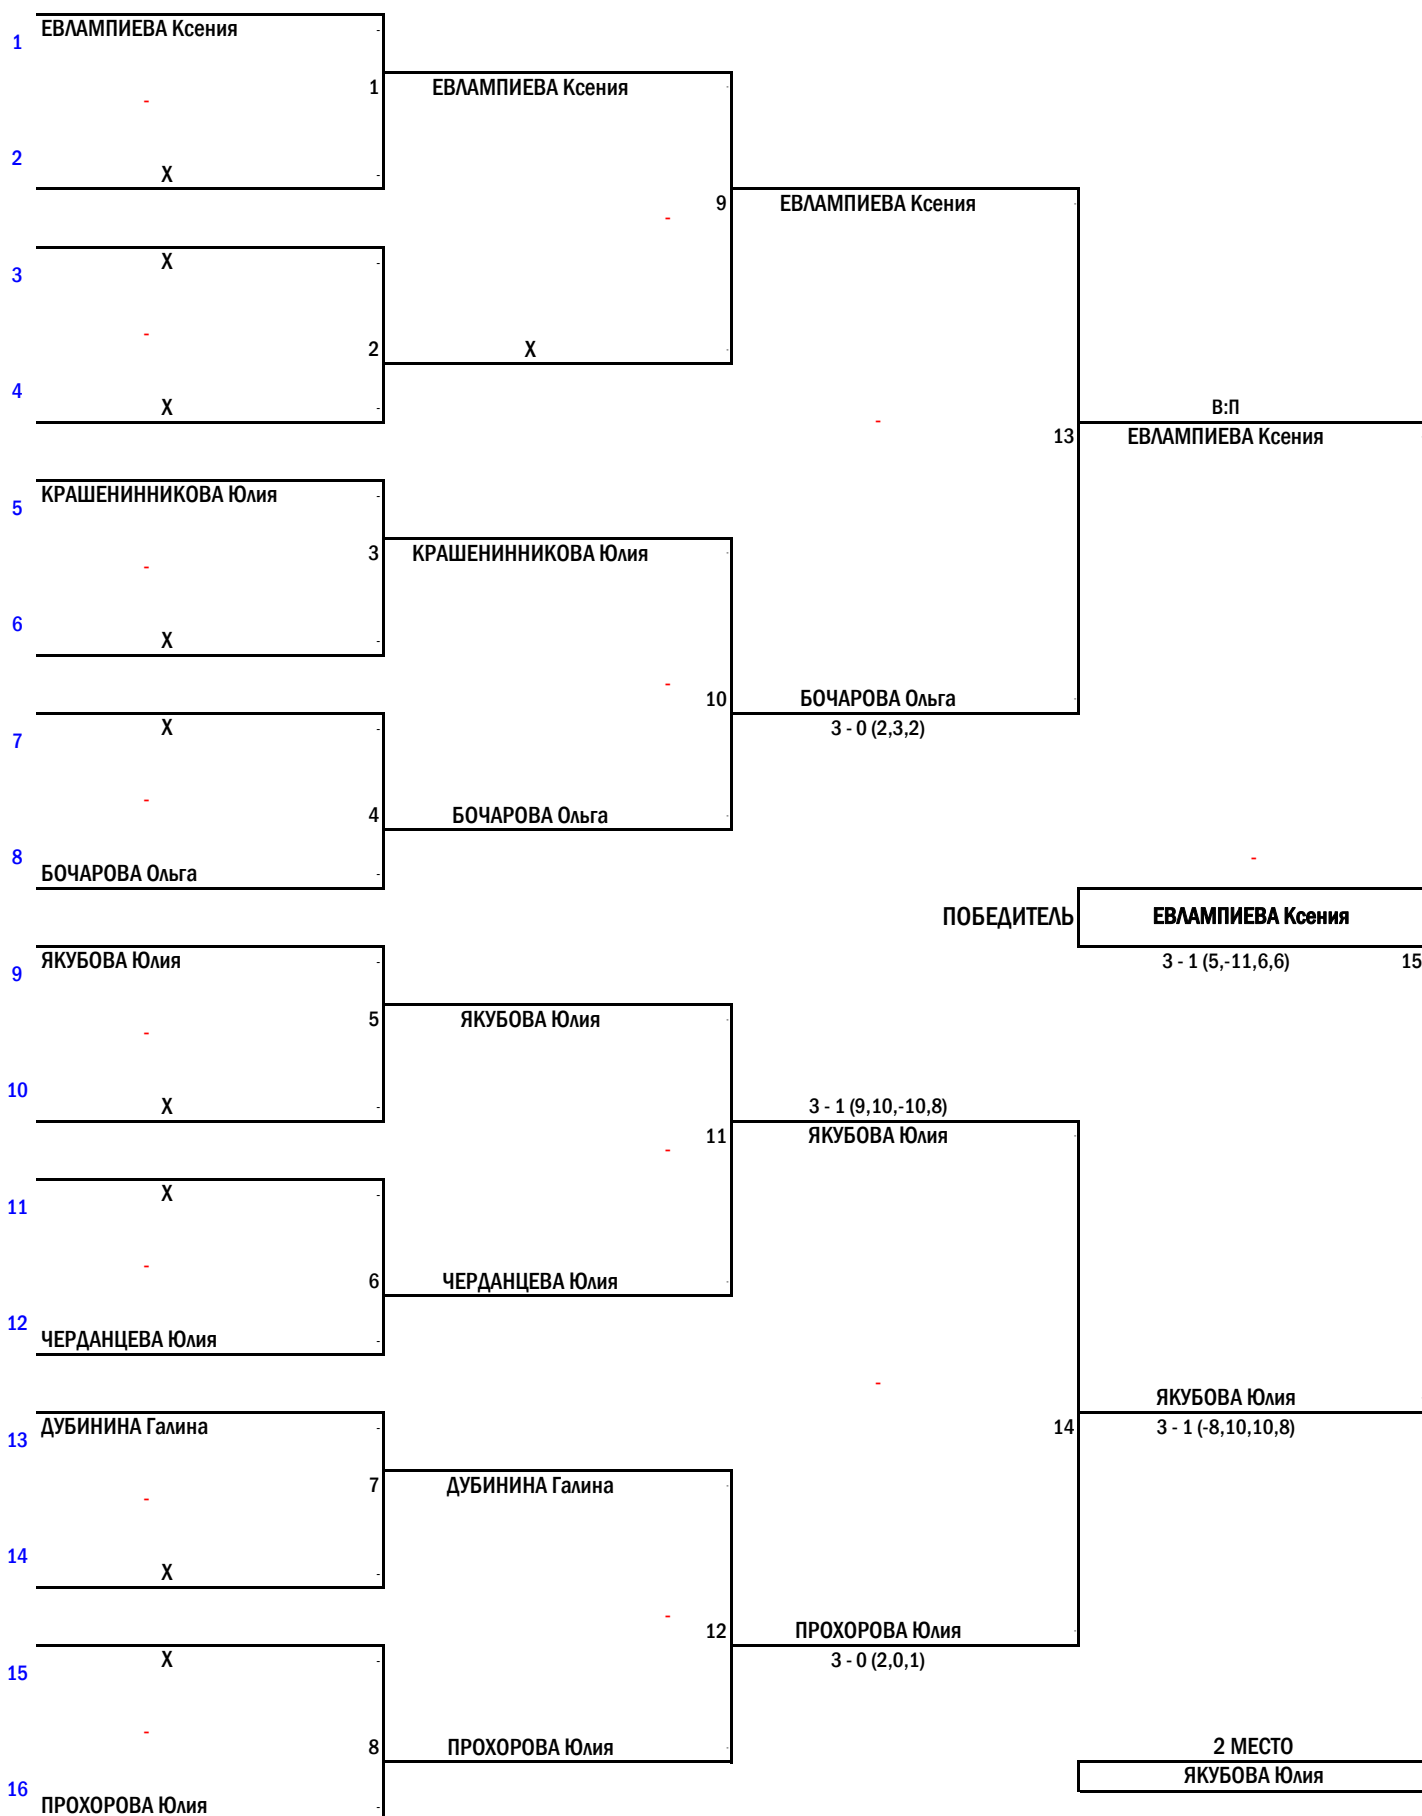 ЕВЛАМПИЕВА Ксения
1
1
ЕВЛАМПИЕВА Ксения
-
2
X
9
ЕВЛАМПИЕВА Ксения
-
X
3
-
2
X
4
X
В:П
-
13
ЕВЛАМПИЕВА Ксения
КРАШЕНИННИКОВА Юлия
5
3
КРАШЕНИННИКОВА Юлия
-
6
X
-
10
БОЧАРОВА Ольга
3 - 0 (2,3,2)
X
7
-
4
БОЧАРОВА Ольга
8
БОЧАРОВА Ольга
-
ПОБЕДИТЕЛЬ
ЕВЛАМПИЕВА Ксения
3 - 1 (5,-11,6,6)
15
ЯКУБОВА Юлия
9
5
ЯКУБОВА Юлия
-
10
X
3 - 1 (9,10,-10,8)
11
ЯКУБОВА Юлия
-
X
11
-
6
ЧЕРДАНЦЕВА Юлия
12
ЧЕРДАНЦЕВА Юлия
-
ЯКУБОВА Юлия
14
3 - 1 (-8,10,10,8)
ДУБИНИНА Галина
13
7
ДУБИНИНА Галина
-
14
X
-
12
ПРОХОРОВА Юлия
3 - 0 (2,0,1)
X
15
-
8
ПРОХОРОВА Юлия
2 МЕСТО
ЯКУБОВА Юлия
16
ПРОХОРОВА Юлия